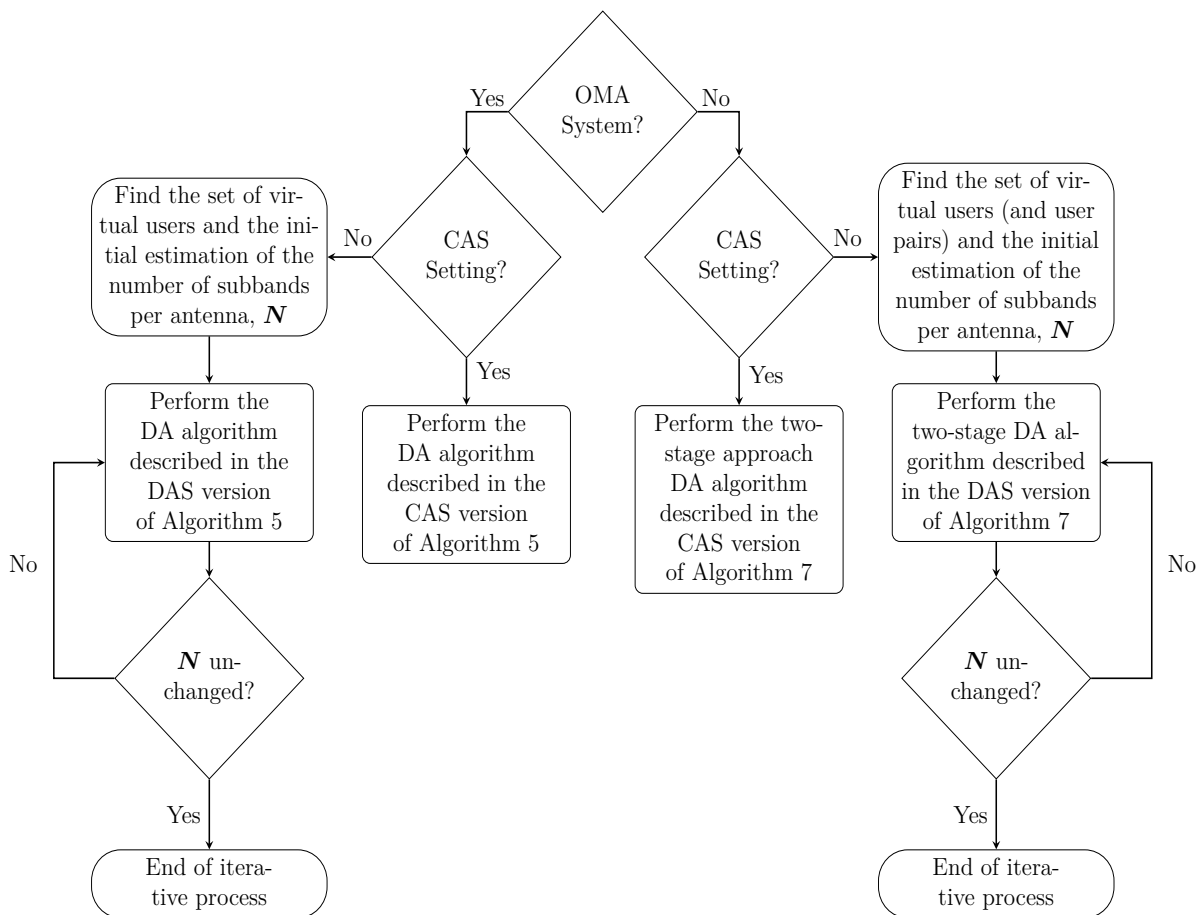 OMA
System?
Yes
No
CAS
Setting?
No
Yes
CAS
Setting?
No
Yes
Find the set of vir-
tual users and the ini-
tial estimation of the
number of subbands
per antenna, N
Find the set of
virtual users (and user
pairs) and the initial
estimation of the
number of subbands
per antenna, N
Perform the
DA algorithm
described in the
DAS version
of Algorithm 5
Perform the
DA algorithm
described in the
CAS version
of Algorithm 5
Perform the two-
stage approach
DA algorithm
described in the
CAS version
of Algorithm 7
Perform the
two-stage DA al-
gorithm described
in the DAS version
of Algorithm 7
No
N un-
changed?
Yes
End of itera-
tive process
N un-
changed?
No
Yes
End of itera-
tive process